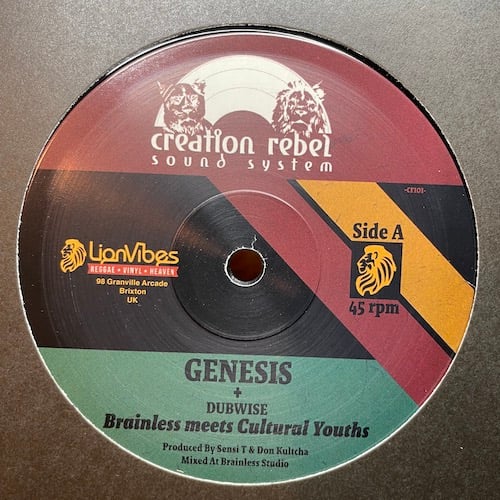 creation rebel
sound system
-cr101-
Side A
LionVibes
REGGAE • VINYL • HEAVEN
98 Granville Arcade
Brixton
UK
45 rpm
GENESIS
+
DUBWISE
Brainless meets Cultural Youths
Produced By Sensi T & Don Kultcha
Mixed At Brainless Studio